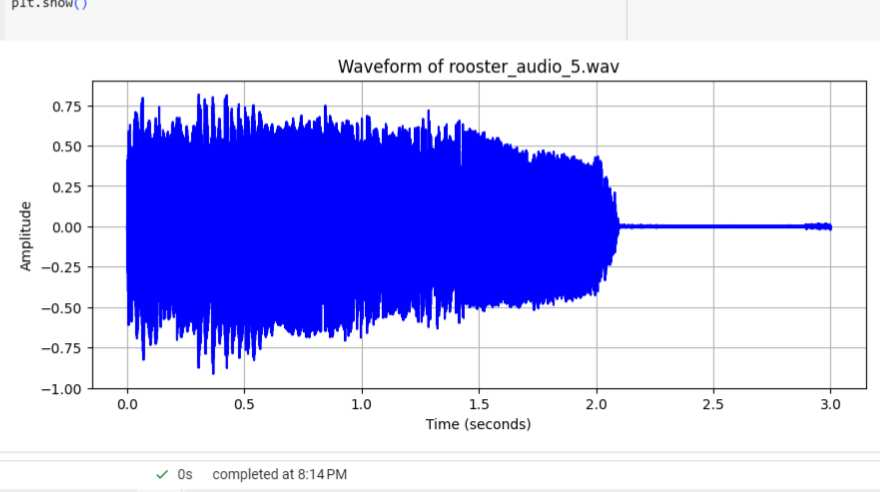 plt.show()
Waveform of rooster_audio_5.wav
0.75
0.50
0.25
0.00
−0.25
−0.50
−0.75
−1.00
Amplitude
0.0 0.5 1.0 1.5 2.0 2.5 3.0
Time (seconds)
0s completed at 8:14 PM